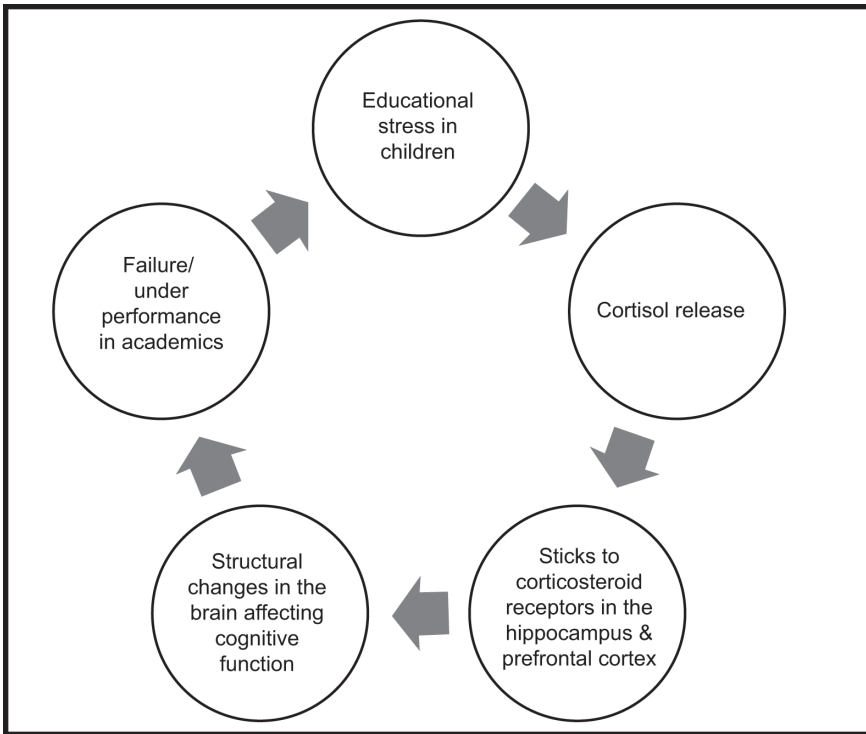 Educational
stress in
children
Cortisol release
Sticks to
corticosteroid
receptors in the
hippocampus &
prefrontal cortex
Structural
changes in the
brain affecting
cognitive
function
Failure/
under
performance
in academics